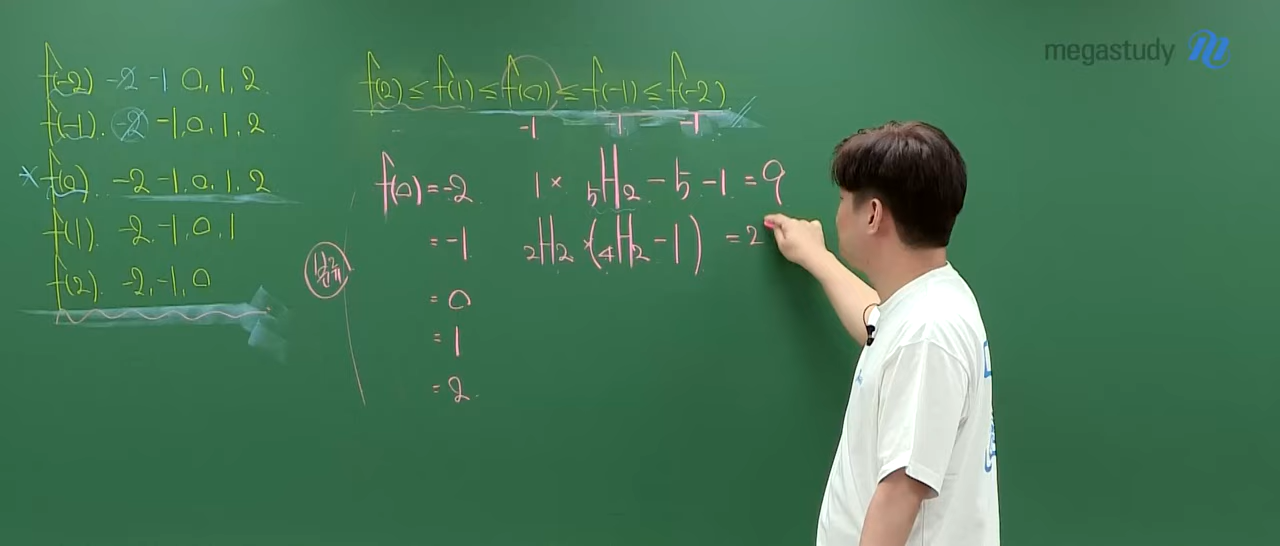 megastudy
f(-2) -2 -1 0, 1, 2
f(-1). -2 -1, 0, 1, 2
* f(0). -2 -1, 0, 1, 2
f(1). -2, -1, 0, 1
f(2). -2, -1, 0
f(2) ≤ f(1) ≤ f(0) ≤ f(-1) ≤ f(-2)
-1 -1 -1
f(0) = -2 1 × ₅H₂ - 5 - 1 = 9
= -1 ₂H₂ × (₄H₂ - 1) = 2
= 0
= 1
= 2